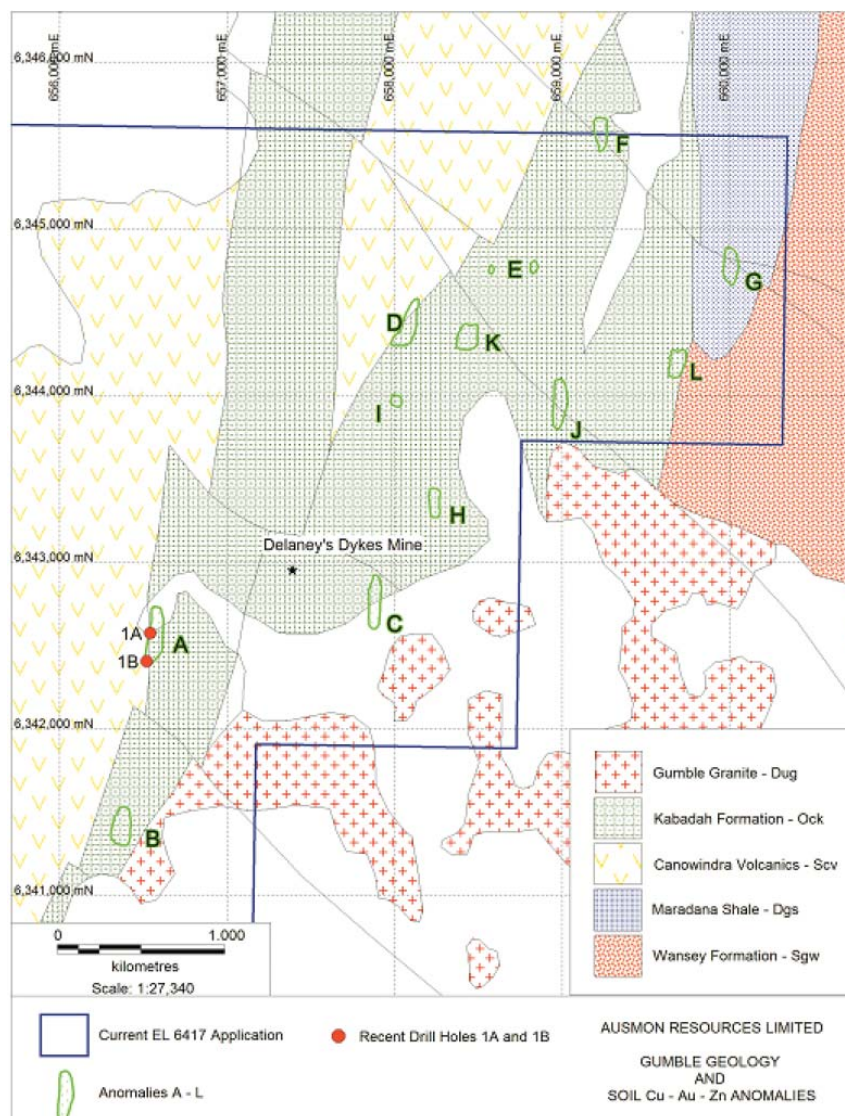 656,000 mE
657,000 mE
658,000 mE
659,000 mE
660,000 mE
6,346,000 mN
F
6,345,000 mN
E
G
D
K
L
6,344,000 mN
I
J
H
Delaney's Dykes Mine
6,343,000 mN
C
1A
A
1B
6,342,000 mN
B
6,341,000 mN
Gumble Granite - Dug
Kabadah Formation - Ock
Canowindra Volcanics - Scv
Maradana Shale - Dgs
Wansey Formation - Sgw
0 1.000
kilometres
Scale: 1:27,340
Current EL 6417 Application
Recent Drill Holes 1A and 1B
Anomalies A - L
AUSMON RESOURCES LIMITED
GUMBLE GEOLOGY
AND
SOIL Cu - Au - Zn ANOMALIES